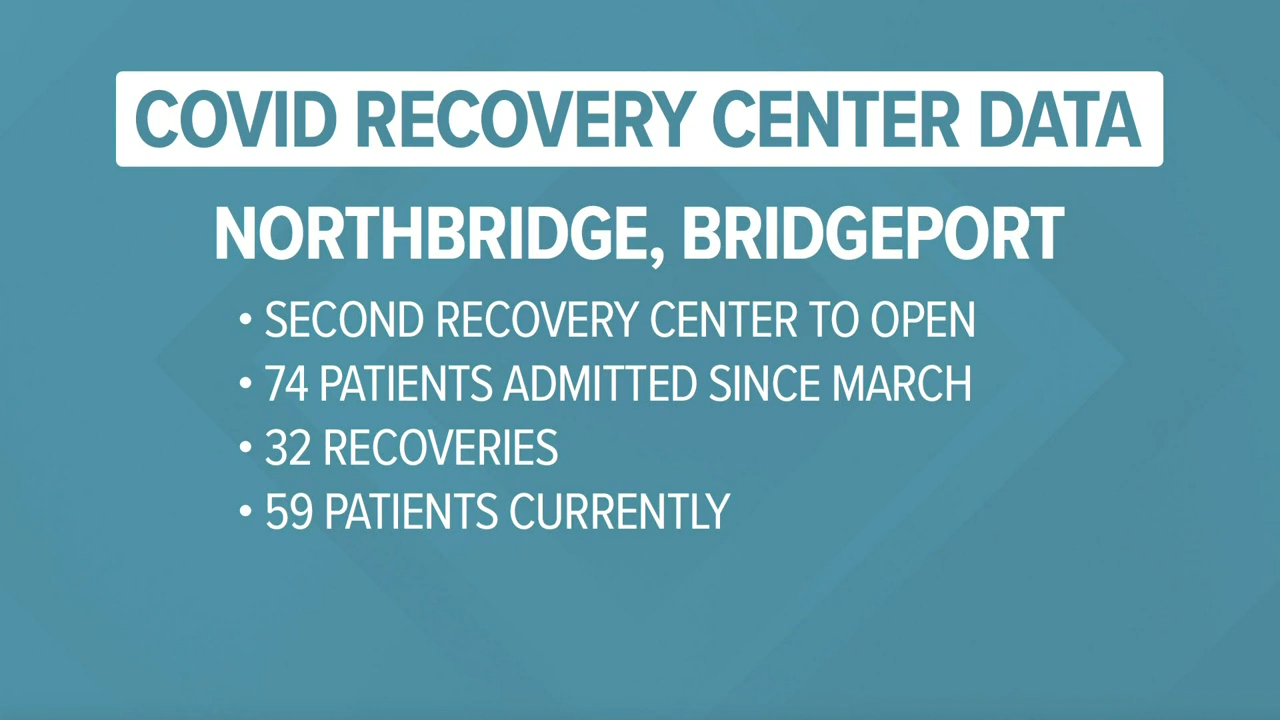 COVID RECOVERY CENTER DATA
NORTHBRIDGE, BRIDGEPORT
• SECOND RECOVERY CENTER TO OPEN
• 74 PATIENTS ADMITTED SINCE MARCH
• 32 RECOVERIES
• 59 PATIENTS CURRENTLY